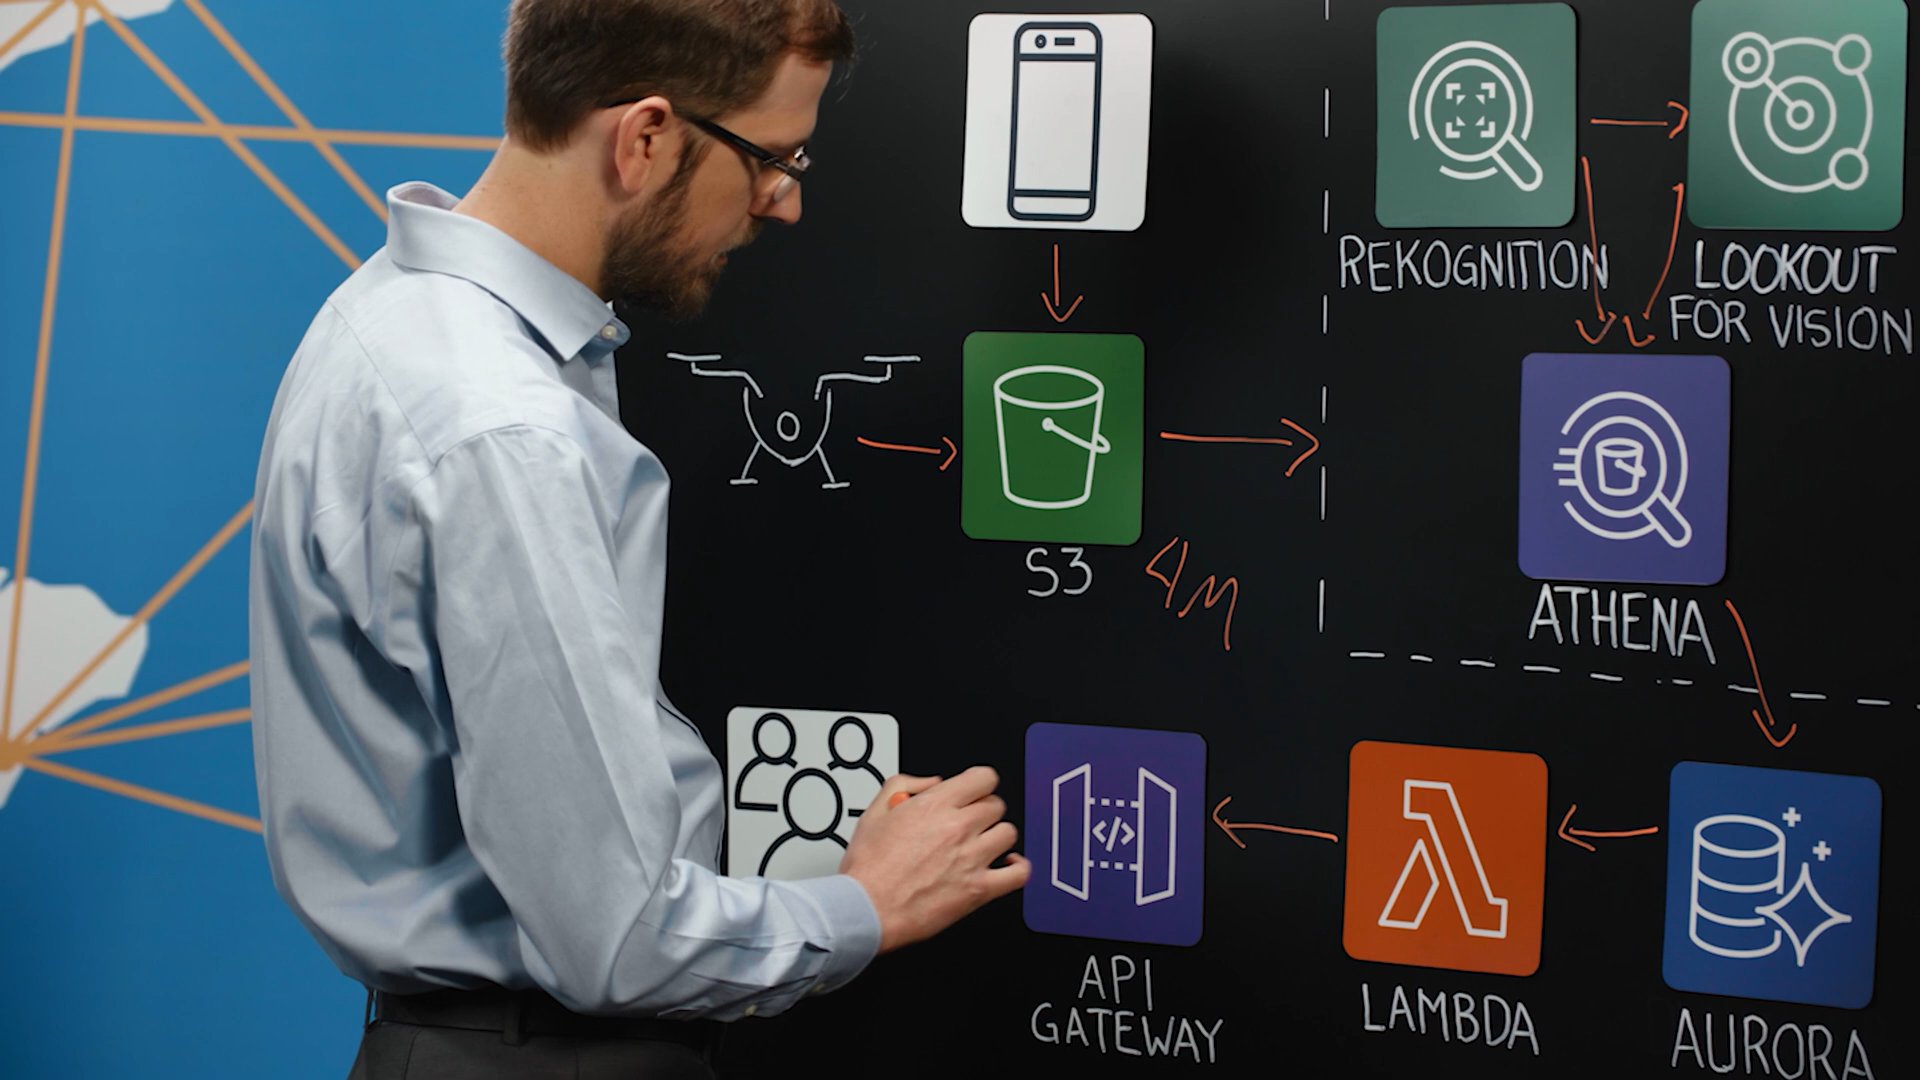 REKOGNITION
LOOKOUT
FOR VISION
S3
4M
ATHENA
</>
API
GATEWAY
LAMBDA
AURORA